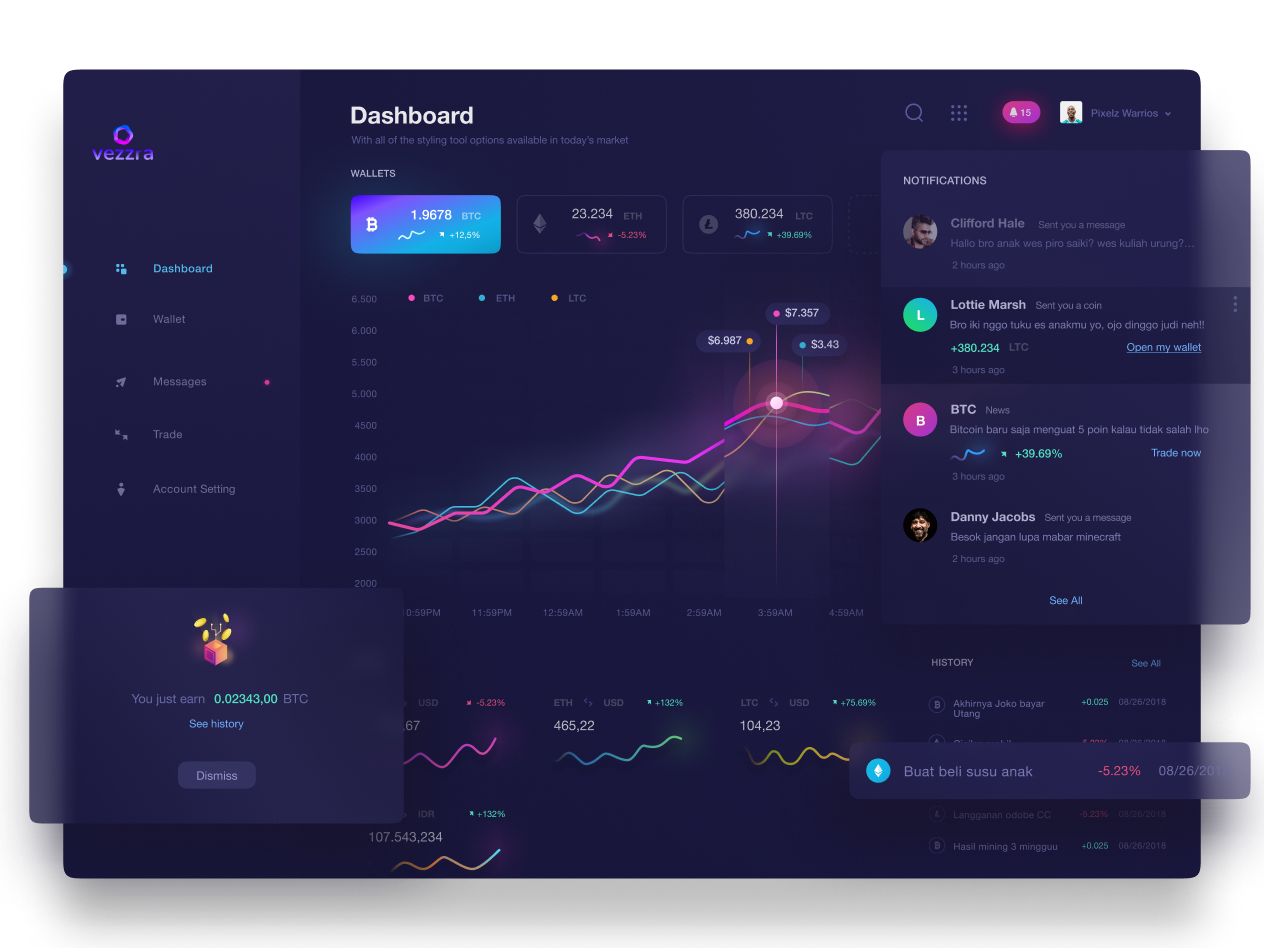 vezzra
Dashboard
Wallet
Messages
Trade
Account Setting
Dashboard
With all of the styling tool options available in today's market
15
Pixelz Warrios
WALLETS
1.9678 BTC
+12,5%
23.234 ETH
-5.23%
380.234 LTC
+39.69%
BTC ETH LTC
6.500
6.000
5.500
5,000
4500
4000
3500
3000
2500
2000
$7.357
$6.987
$3.43
0:59PM 11:59PM 12:59AM 1:59AM 2:59AM 3:59AM 4:59AM
NOTIFICATIONS
Clifford Hale Sent you a message
Hallo bro anak wes piro saiki? wes kuliah urung?...
2 hours ago
L
Lottie Marsh Sent you a coin
Bro iki nggo tuku es anakmu yo, ojo dinggo judi neh!!
+380.234 LTC
Open my wallet
3 hours ago
B
BTC News
Bitcoin baru saja menguat 5 poin kalau tidak salah lho
+39.69%
Trade now
3 hours ago
Danny Jacobs Sent you a message
Besok jangan lupa mabar minecraft
2 hours ago
See All
You just earn 0.02343,00 BTC
See history
Dismiss
USD -5.23%
,67
ETH USD +132%
465,22
LTC USD +75.69%
104,23
IDR +132%
107.543,234
HISTORY
See All
Akhirnya Joko bayar
Utang
+0.025 08/26/2018
Buat beli susu anak -5.23% 08/26/2018
Langganan odobe CC -5.23% 08/26/2018
Hasil mining 3 mingguu +0.025 08/26/2018